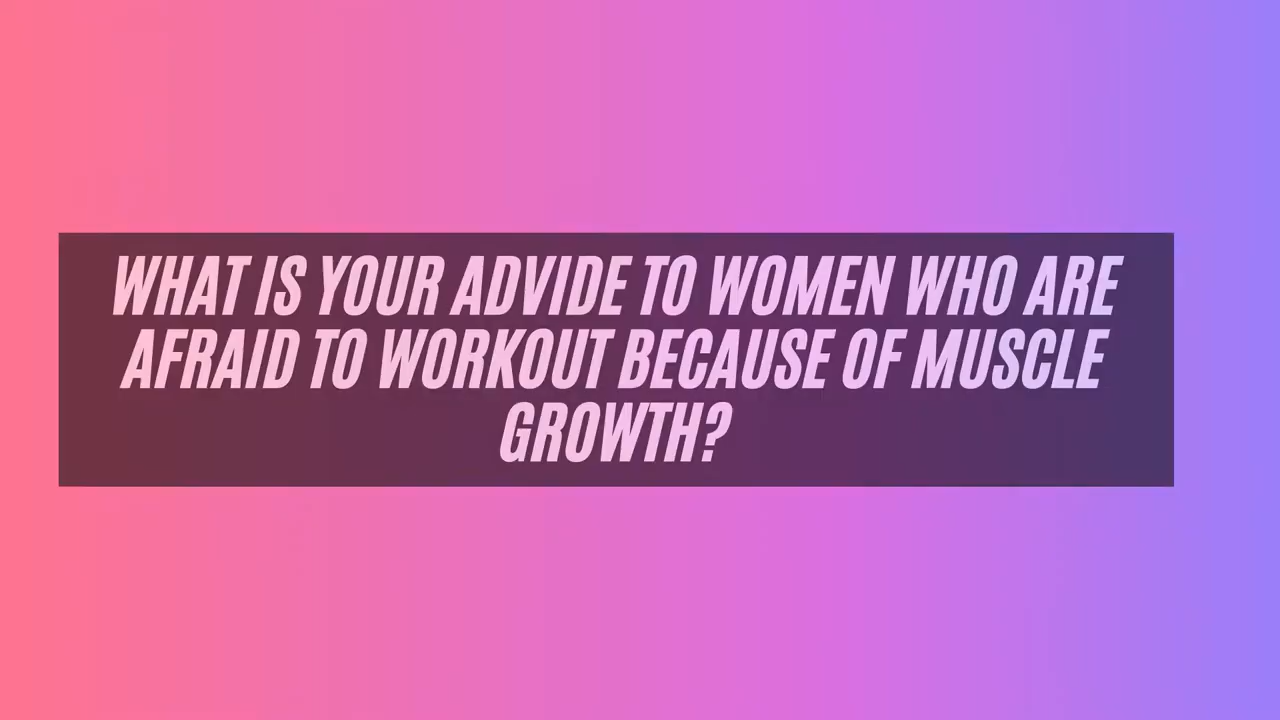 WHAT IS YOUR ADVIDE TO WOMEN WHO ARE
AFRAID TO WORKOUT BECAUSE OF MUSCLE
GROWTH?